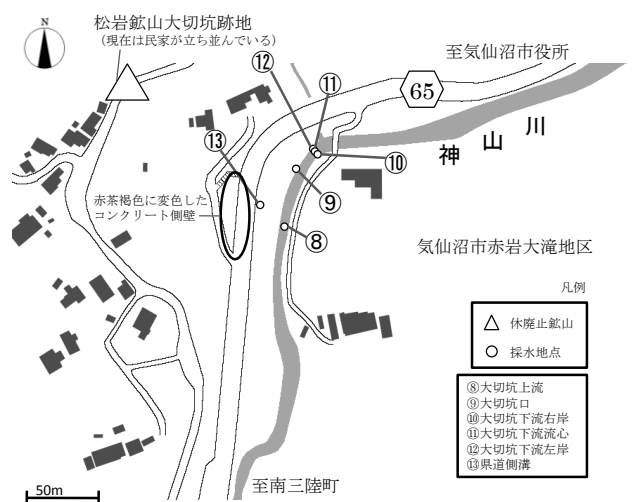 N
松岩鉱山大切坑跡地
（現在は民家が立ち並んでいる）
至気仙沼市役所
⑫
⑪
65
⑬
⑩
神山川
赤茶褐色に変色した
コンクリート側壁
⑨
⑧
気仙沼市赤岩大滝地区
凡例
休廃止鉱山
採水地点
⑧大切坑上流
⑨大切坑口
⑩大切坑下流右岸
⑪大切坑下流流心
⑫大切坑下流左岸
⑬県道側溝
至南三陸町
50m